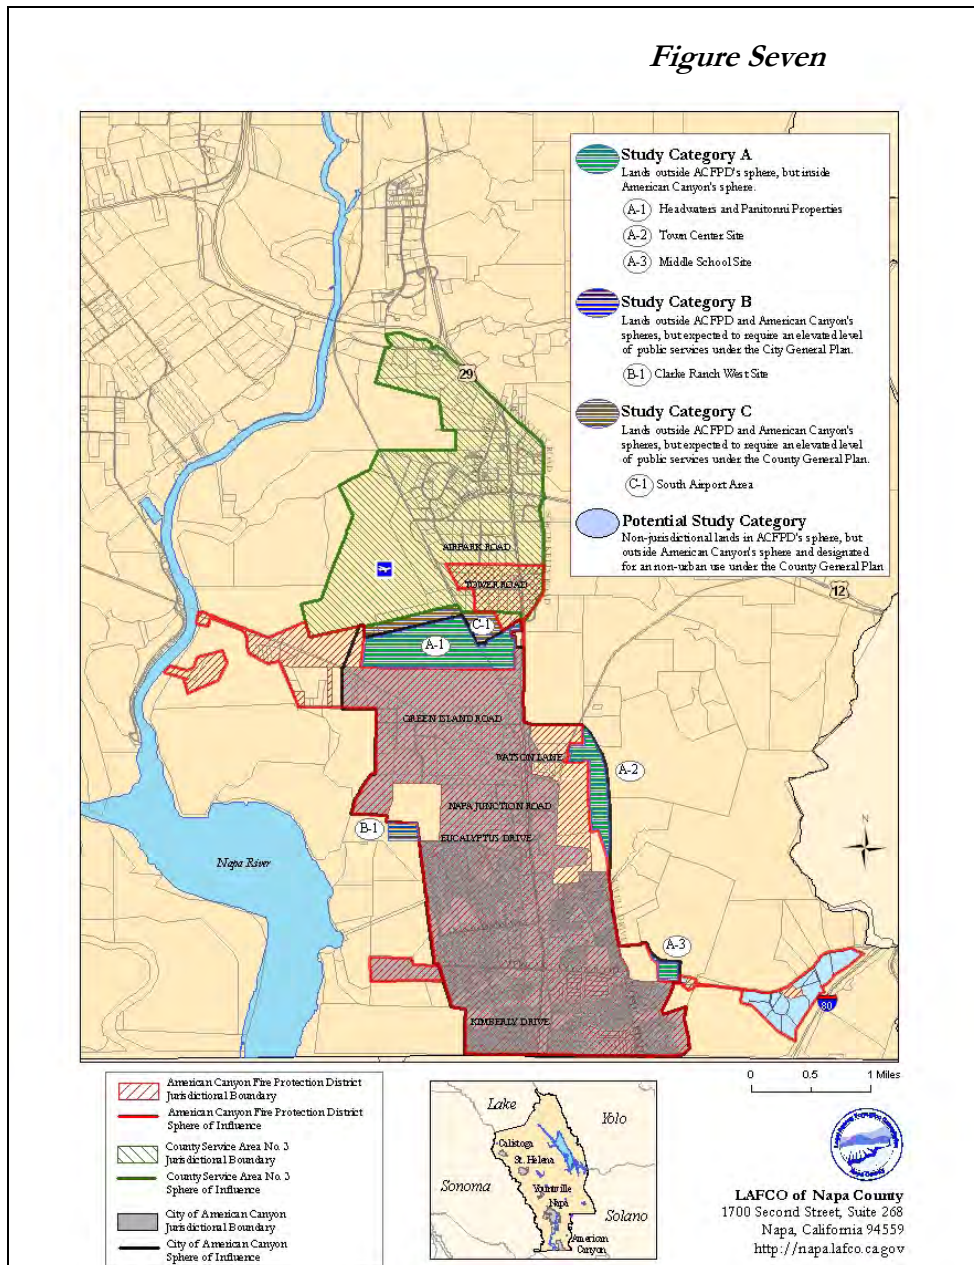 Figure Seven
Study Category A
Lands outside ACFPD's sphere, but inside
American Canyon's sphere.
A-1 Headwaters and Panitonni Properties
A-2 Town Center Site
A-3 Middle School Site
Study Category B
Lands outside ACFPD and American Canyon's
spheres, but expected to require an elevated level
of public services under the City General Plan.
B-1 Clarke Ranch West Site
Study Category C
Lands outside ACFPD and American Canyon's
spheres, but expected to require an elevated level
of public services under the County General Plan.
C-1 South Airport Area
Potential Study Category
Non-jurisdictional lands in ACFPD's sphere, but
outside American Canyon's sphere and designated
for an non-urban use under the County General Plan
29
12
AIRPARK ROAD
TOWER ROAD
C-1
A-1
GREEN ISLAND ROAD
WATSON LANE
A-2
NAPA JUNCTION ROAD
B-1
EUCALYPTUS DRIVE
Napa River
N
A-3
80
KIMBERLY DRIVE
0 0.5 1 Miles
American Canyon Fire Protection District
Jurisdictional Boundary
American Canyon Fire Protection District
Sphere of Influence
County Service Area No. 3
Jurisdictional Boundary
County Service Area No. 3
Sphere of Influence
City of American Canyon
Jurisdictional Boundary
City of American Canyon
Sphere of Influence
Lake
Yolo
Calistoga
St. Helena
Sonoma
Yountville
Napa
Solano
American
Canyon
Napa County
LAFCO of Napa County
1700 Second Street, Suite 268
Napa, California 94559
http://napa.lafco.ca.gov